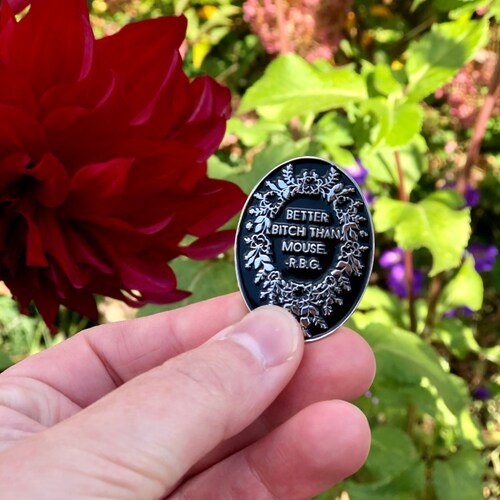 BETTER
BITCH THAN
MOUSE.
-R.B.G.